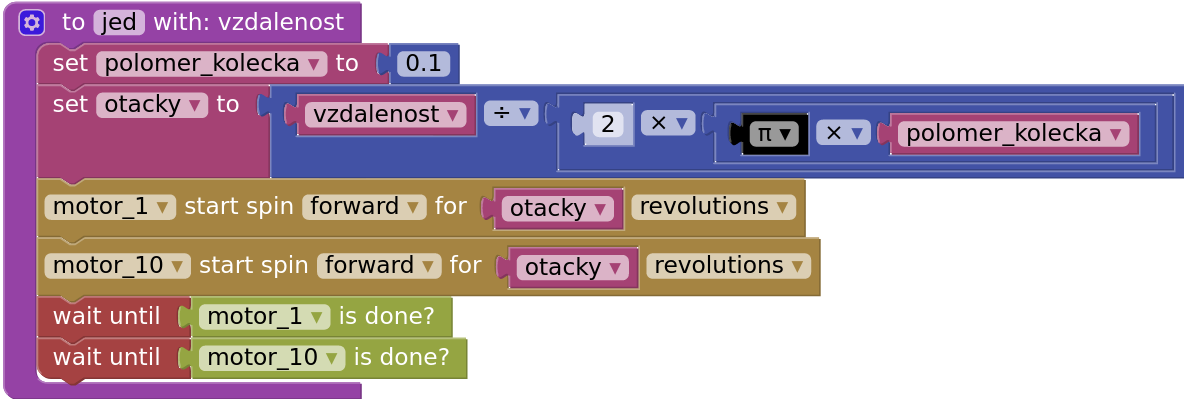 to jed with: vzdalenost
set polomer_kolecka ▼ to 0.1
set otacky ▼ to vzdalenost ▼ ÷ ▼ 2 × ▼ π ▼ × ▼ polomer_kolecka ▼
motor_1 ▼ start spin forward ▼ for otacky ▼ revolutions ▼
motor_10 ▼ start spin forward ▼ for otacky ▼ revolutions ▼
wait until motor_1 ▼ is done?
wait until motor_10 ▼ is done?